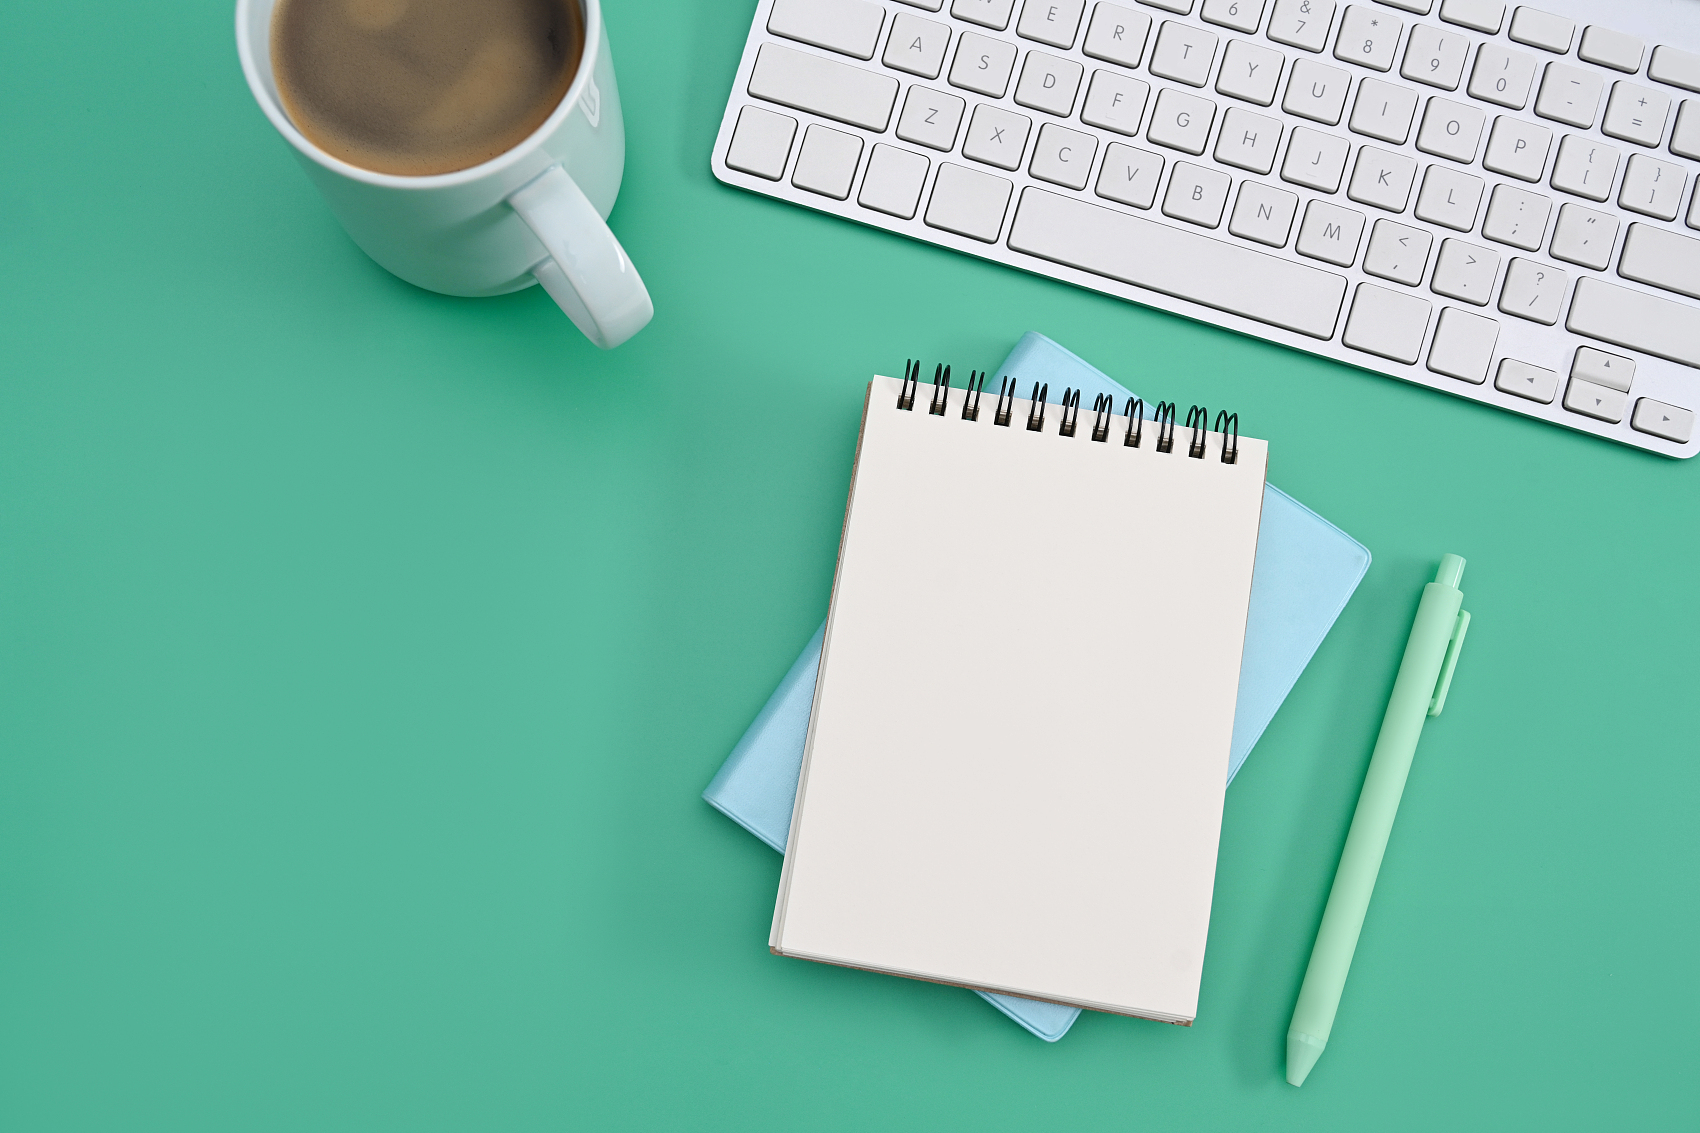 W E R T Y U I O P { [ } ]
& 7 * 8 ( 9 ) 0 _ - + =
6
A S D F G H J K L : ; " '
Z X C V B N M < , > . ? /